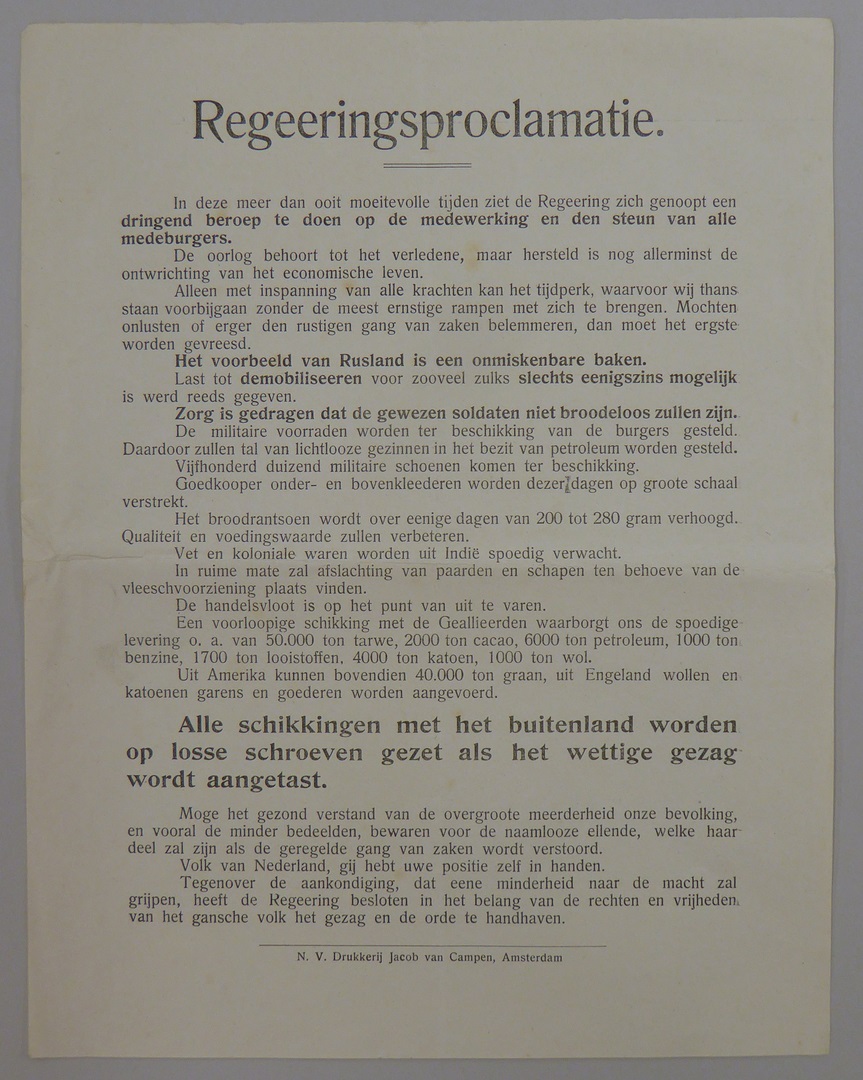 Regeeringsproclamatie.
In deze meer dan ooit moeitevolle tijden ziet de Regeering zich genoopt een
dringend beroep te doen op de medewerking en den steun van alle
medeburgers.
De oorlog behoort tot het verledene, maar hersteld is nog allerminst de
ontwrichting van het economische leven.
Alleen met inspanning van alle krachten kan het tijdperk, waarvoor wij thans
staan voorbijgaan zonder de meest ernstige rampen met zich te brengen. Mochten
onlusten of erger den rustigen gang van zaken belemmeren, dan moet het ergste
worden gevreesd.
Het voorbeeld van Rusland is een onmiskenbare baken.
Last tot demobiliseeren voor zooveel zulks slechts eenigszins mogelijk
is werd reeds gegeven.
Zorg is gedragen dat de gewezen soldaten niet broodeloos zullen zijn.
De militaire voorraden worden ter beschikking van de burgers gesteld.
Daardoor zullen tal van lichtlooze gezinnen in het bezit van petroleum worden gesteld.
Vijfhonderd duizend militaire schoenen komen ter beschikking.
Goedkooper onder- en bovenkleederen worden dezer dagen op groote schaal
verstrekt.
Het broodrantsoen wordt over eenige dagen van 200 tot 280 gram verhoogd.
Qualiteit en voedingswaarde zullen verbeteren.
Vet en koloniale waren worden uit Indië spoedig verwacht.
In ruime mate zal afslachting van paarden en schapen ten behoeve van de
vleeschvoorziening plaats vinden.
De handelsvloot is op het punt van uit te varen.
Een voorloopige schikking met de Geallieerden waarborgt ons de spoedige
levering o. a. van 50.000 ton tarwe, 2000 ton cacao, 6000 ton petroleum, 1000 ton
benzine, 1700 ton looistoffen, 4000 ton katoen, 1000 ton wol.
Uit Amerika kunnen bovendien 40.000 ton graan, uit Engeland wollen en
katoenen garens en goederen worden aangevoerd.
Alle schikkingen met het buitenland worden
op losse schroeven gezet als het wettige gezag
wordt aangetast.
Moge het gezond verstand van de overgroote meerderheid onze bevolking,
en vooral de minder bedeelden, bewaren voor de naamlooze ellende, welke haar
deel zal zijn als de geregelde gang van zaken wordt verstoord.
Volk van Nederland, gij hebt uwe positie zelf in handen.
Tegenover de aankondiging, dat eene minderheid naar de macht zal
grijpen, heeft de Regeering besloten in het belang van de rechten en vrijheden
van het gansche volk het gezag en de orde te handhaven.
N. V. Drukkerij Jacob van Campen, Amsterdam